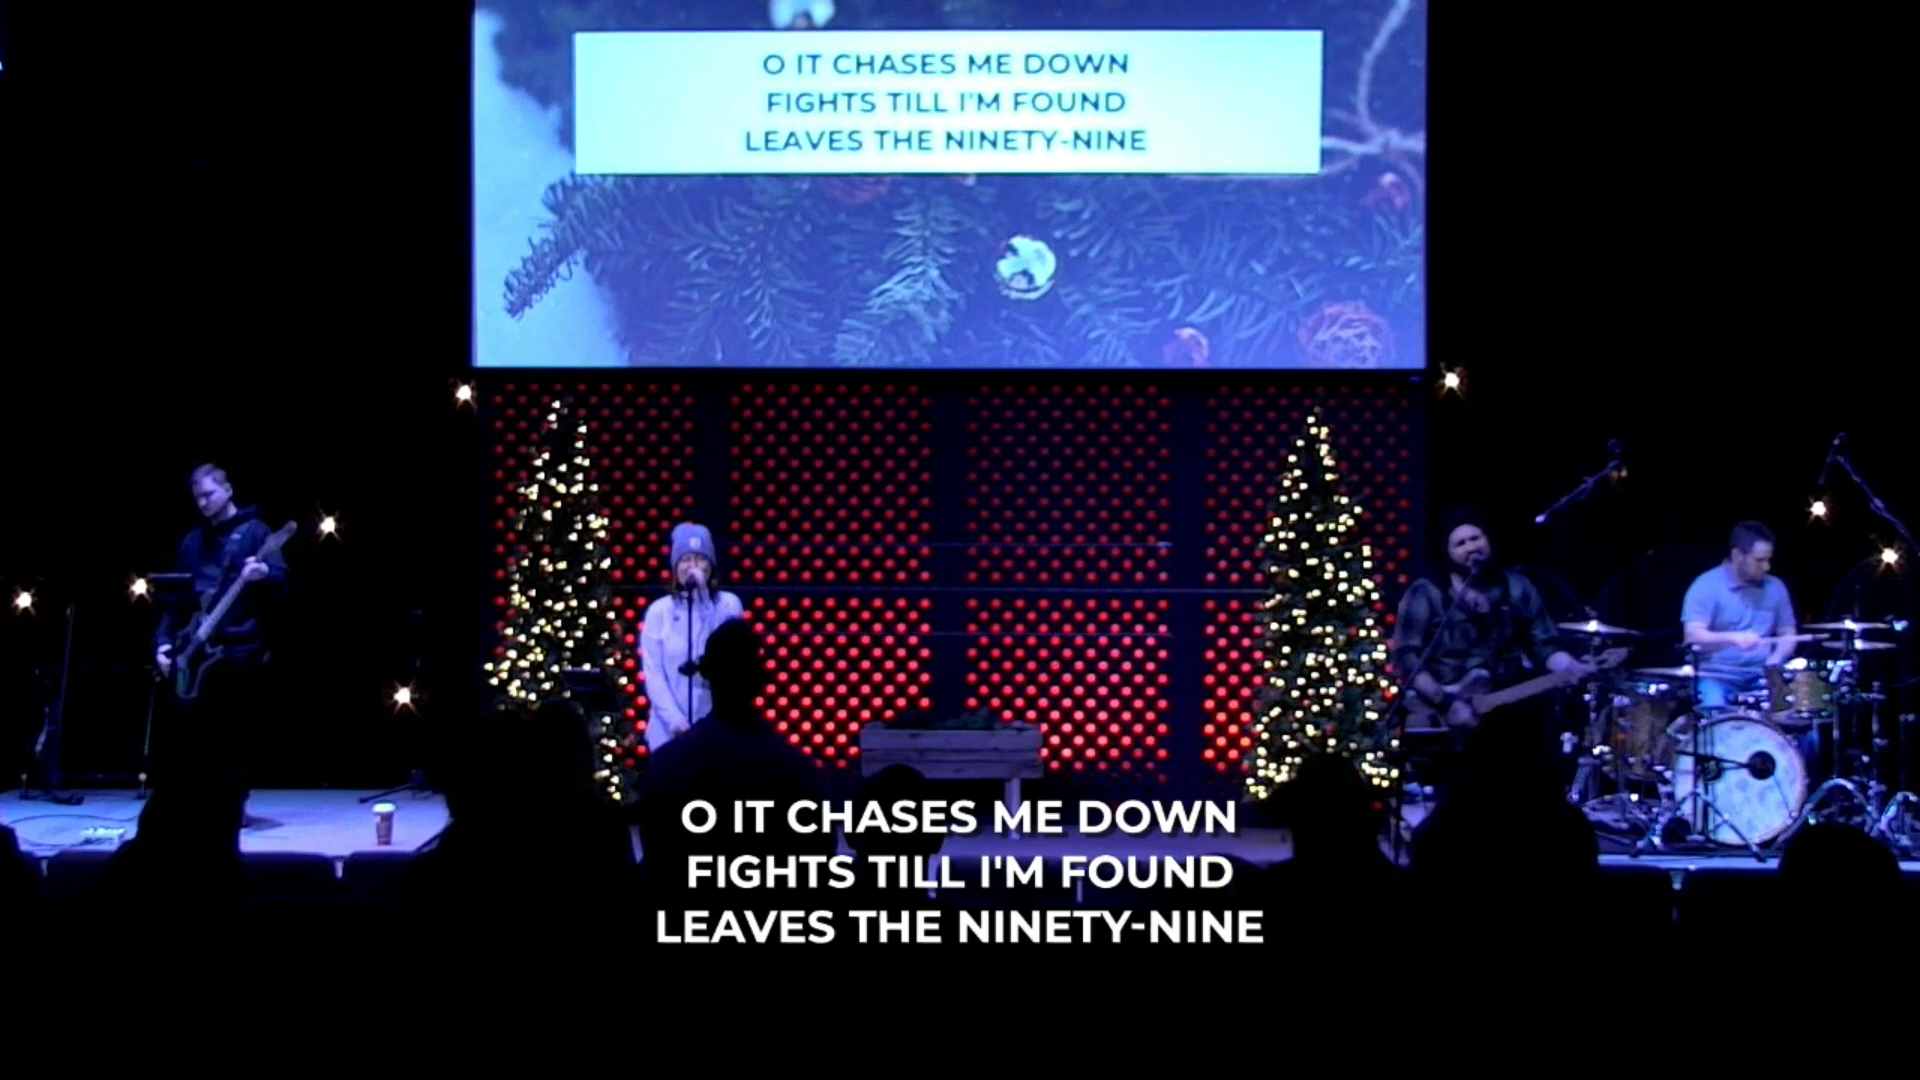 O IT CHASES ME DOWN
FIGHTS TILL I'M FOUND
LEAVES THE NINETY-NINE
O IT CHASES ME DOWN
FIGHTS TILL I'M FOUND
LEAVES THE NINETY-NINE